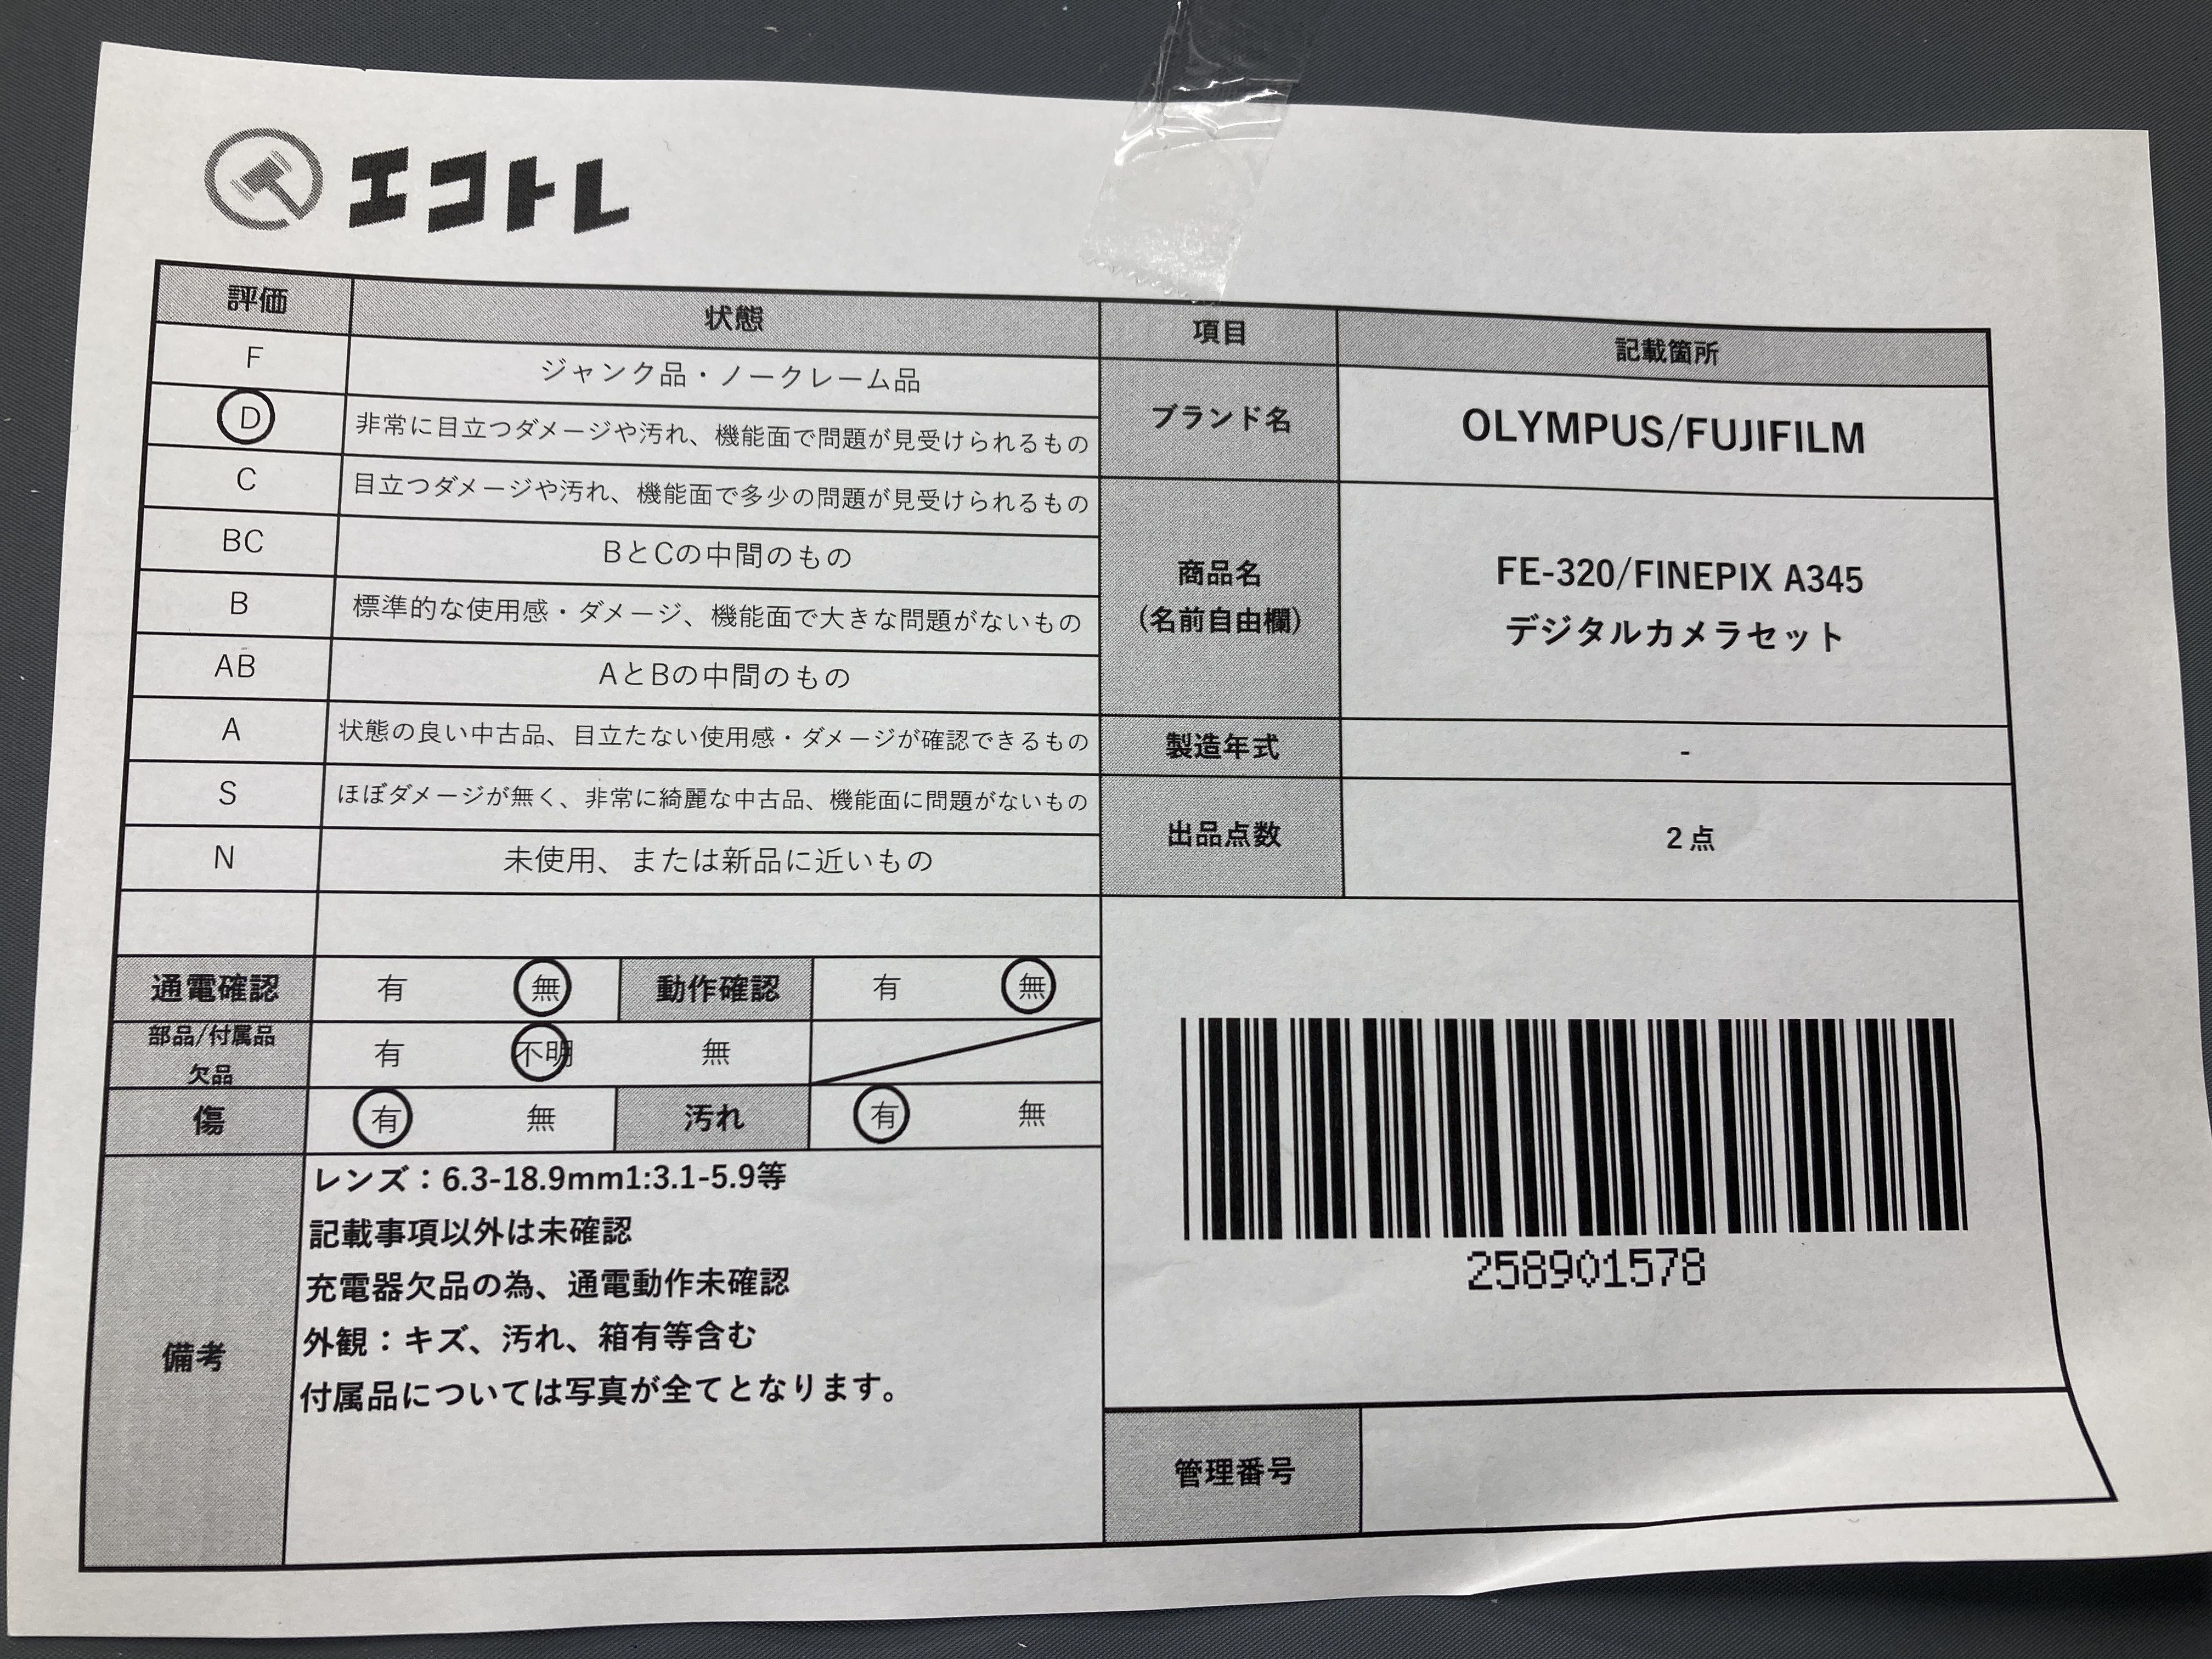 エコトレ
評価 状態
F ジャンク品・ノークレーム品
D 非常に目立つダメージや汚れ、機能面で問題が見受けられるもの
C 目立つダメージや汚れ、機能面で多少の問題が見受けられるもの
BC BとCの中間のもの
B 標準的な使用感・ダメージ、機能面で大きな問題がないもの
AB AとBの中間のもの
A 状態の良い中古品、目立たない使用感・ダメージが確認できるもの
S ほぼダメージが無く、非常に綺麗な中古品、機能面に問題がないもの
N 未使用、または新品に近いもの
通電確認 有 無 動作確認 有 無
部品/付属品
欠品
有 不明 無
傷 有 無 汚れ 有 無
備考
レンズ：6.3-18.9mm1:3.1-5.9等
記載事項以外は未確認
充電器欠品の為、通電動作未確認
外観：キズ、汚れ、箱有等含む
付属品については写真が全てとなります。
項目 記載箇所
ブランド名 OLYMPUS/FUJIFILM
商品名
（名前自由欄）
FE-320/FINEPIX A345
デジタルカメラセット
製造年式 -
出品点数 2点
258901578
管理番号